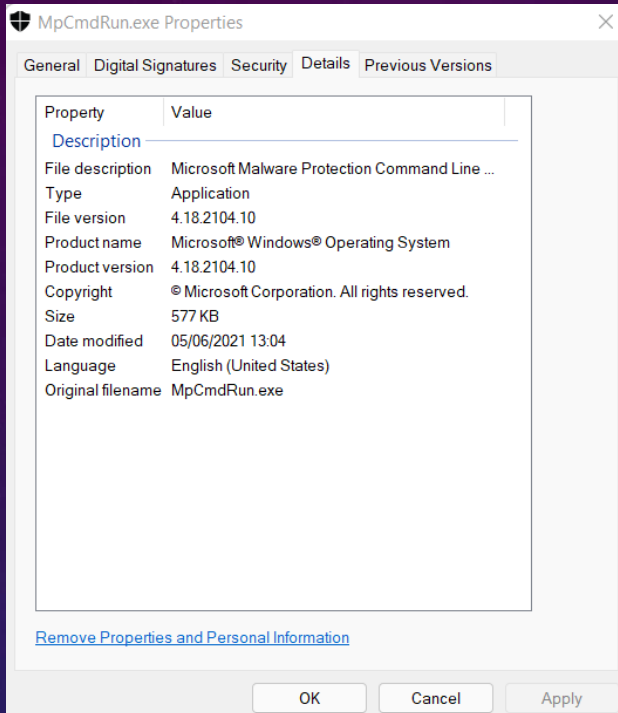 MpCmdRun.exe Properties
General Digital Signatures Security Details Previous Versions
Property Value
Description
File description Microsoft Malware Protection Command Line ...
Type Application
File version 4.18.2104.10
Product name Microsoft® Windows® Operating System
Product version 4.18.2104.10
Copyright © Microsoft Corporation. All rights reserved.
Size 577 KB
Date modified 05/06/2021 13:04
Language English (United States)
Original filename MpCmdRun.exe
Remove Properties and Personal Information
OK Cancel Apply